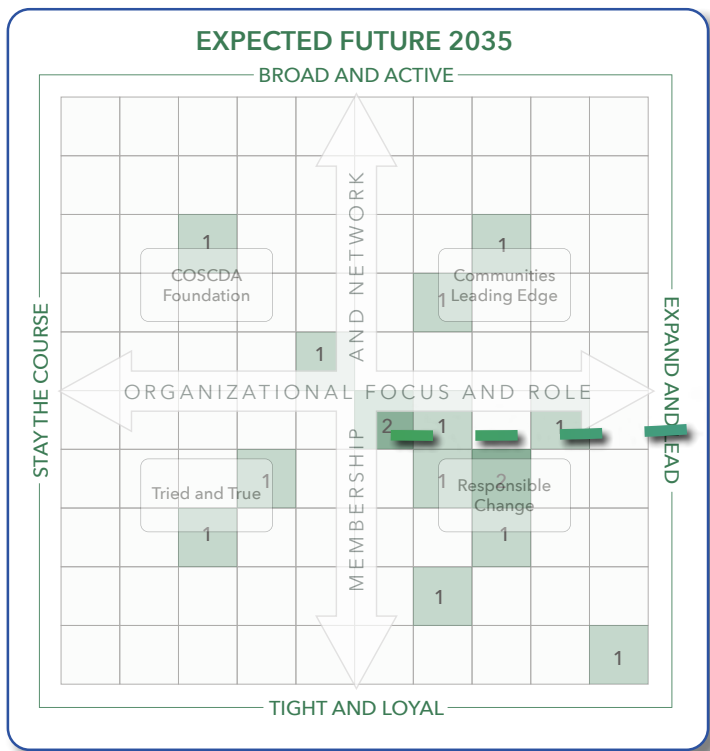 EXPECTED FUTURE 2035
BROAD AND ACTIVE
STAY THE COURSE
EXPAND AND LEAD
MEMBERSHIP AND NETWORK
1
1
COSCDA
Foundation
Communities
Leading Edge
1
1
ORGANIZATIONAL FOCUS AND ROLE
2
1
1
1
Tried and True
1
2
Responsible
Change
1
1
1
1
TIGHT AND LOYAL